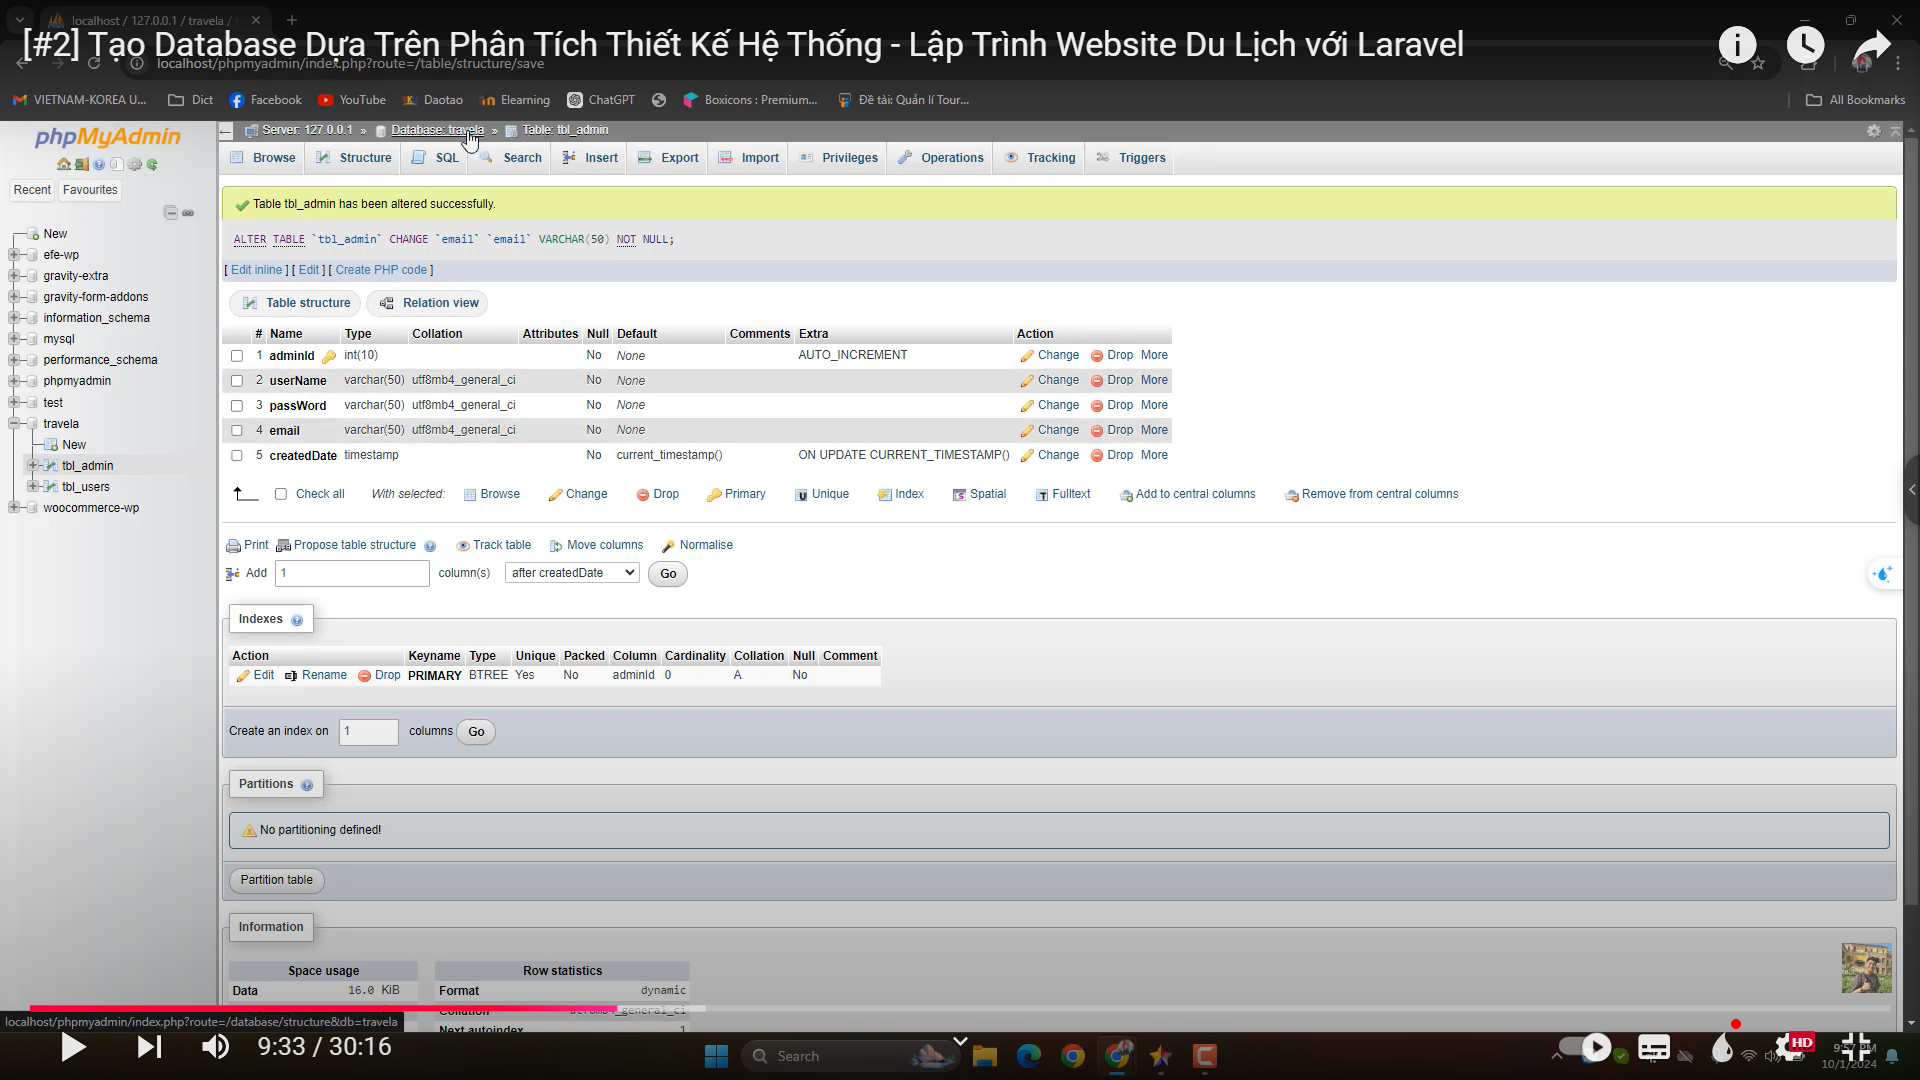 localhost / 127.0.0.1 / travela /
[#2] Tạo Database Dựa Trên Phân Tích Thiết Kế Hệ Thống - Lập Trình Website Du Lịch với Laravel
localhost/phpmyadmin/index.php?route=/table/structure/save
VIETNAM-KOREA U... Dict Facebook YouTube Daotao Elearning ChatGPT Boxicons : Premium... Đề tài: Quản lí Tour... All Bookmarks
phpMyAdmin
Recent Favourites
New
efe-wp
gravity-extra
gravity-form-addons
information_schema
mysql
performance_schema
phpmyadmin
test
travela
New
tbl_admin
tbl_users
woocommerce-wp
Server: 127.0.0.1 » Database: travela » Table: tbl_admin
Browse Structure SQL Search Insert Export Import Privileges Operations Tracking Triggers
Table tbl_admin has been altered successfully.
ALTER TABLE `tbl_admin` CHANGE `email` `email` VARCHAR(50) NOT NULL;
[ Edit inline ] [ Edit ] [ Create PHP code ]
Table structure Relation view
# Name Type Collation Attributes Null Default Comments Extra Action
1 adminId int(10) No None AUTO_INCREMENT Change Drop More
2 userName varchar(50) utf8mb4_general_ci No None Change Drop More
3 passWord varchar(50) utf8mb4_general_ci No None Change Drop More
4 email varchar(50) utf8mb4_general_ci No None Change Drop More
5 createdDate timestamp No current_timestamp() ON UPDATE CURRENT_TIMESTAMP() Change Drop More
Check all With selected: Browse Change Drop Primary Unique Index Spatial Fulltext Add to central columns Remove from central columns
Print Propose table structure Track table Move columns Normalise
Add 1 column(s) after createdDate Go
Indexes
Action Keyname Type Unique Packed Column Cardinality Collation Null Comment
Edit Rename Drop PRIMARY BTREE Yes No adminId 0 A No
Create an index on 1 columns Go
Partitions
No partitioning defined!
Partition table
Information
Space usage
Data 16.0 KiB
Row statistics
Format dynamic
utf8mb4_general_ci
Next autoindex 1
localhost/phpmyadmin/index.php?route=/database/structure&db=travela
9:33 / 30:16
Search
HD
10/1/2024